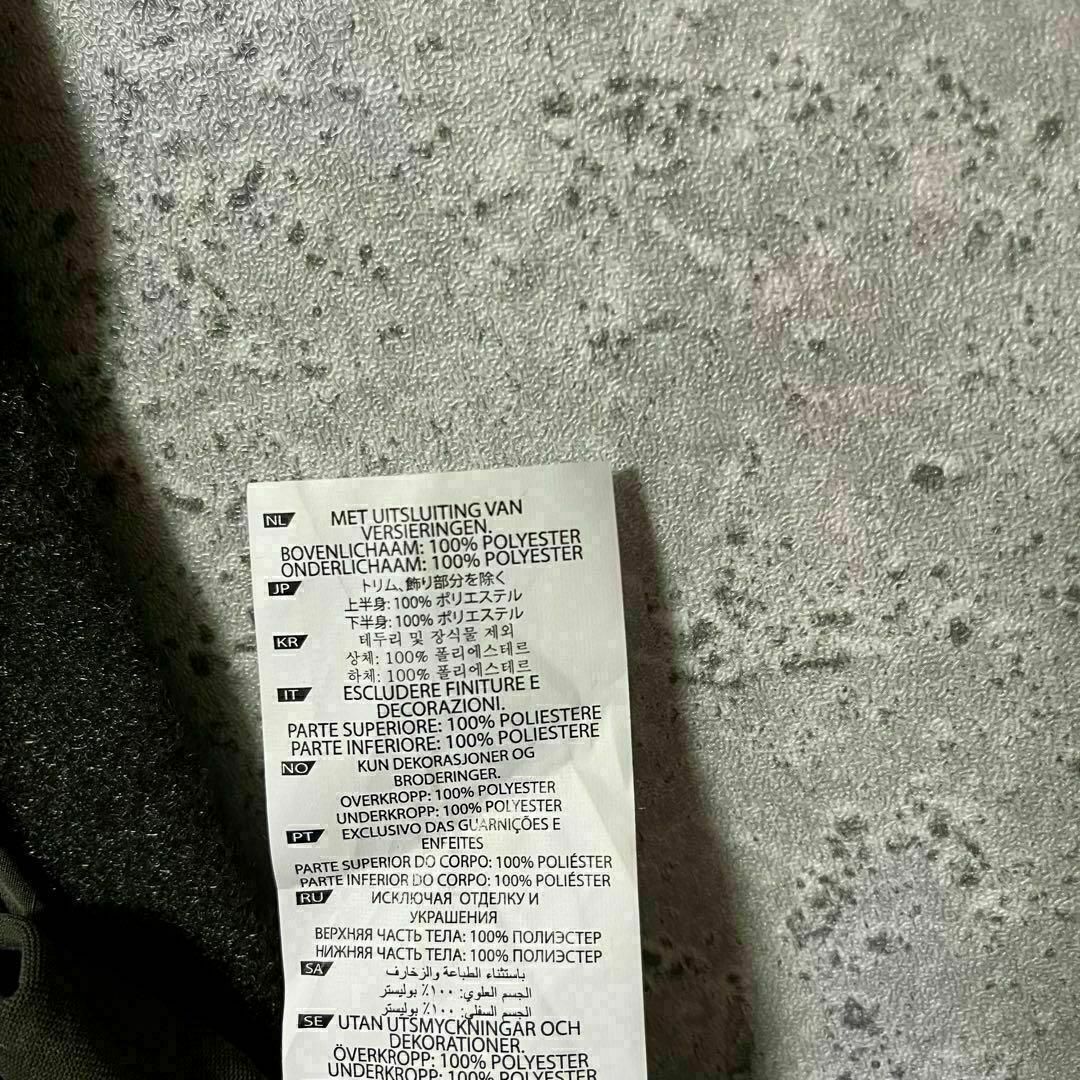 NL MET UITSLUITING VAN
VERSIERINGEN.
BOVENLICHAAM: 100% POLYESTER
ONDERLICHAAM: 100% POLYESTER
JP トリム、飾り部分を除く
上半身: 100% ポリエステル
下半身: 100% ポリエステル
KR 테두리 및 장식물 제외
상체: 100% 폴리에스테르
하체: 100% 폴리에스테르
IT ESCLUDERE FINITURE E
DECORAZIONI.
PARTE SUPERIORE: 100% POLIESTERE
PARTE INFERIORE: 100% POLIESTERE
NO KUN DEKORASJONER OG
BRODERINGER.
OVERKROPP: 100% POLYESTER
UNDERKROPP: 100% POLYESTER
PT EXCLUSIVO DAS GUARNIÇÕES E
ENFEITES
PARTE SUPERIOR DO CORPO: 100% POLIÉSTER
PARTE INFERIOR DO CORPO: 100% POLIÉSTER
RU ИСКЛЮЧАЯ ОТДЕЛКУ И
УКРАШЕНИЯ
ВЕРХНЯЯ ЧАСТЬ ТЕЛА: 100% ПОЛИЭСТЕР
НИЖНЯЯ ЧАСТЬ ТЕЛА: 100% ПОЛИЭСТЕР
SA باستثناء الطباعة والزخارف
الجسم العلوي: ١٠٠٪ بوليستر
الجسم السفلي: ١٠٠٪ بوليستر
SE UTAN UTSMYCKNINGAR OCH
DEKORATIONER.
ÖVERKROPP: 100% POLYESTER
UNDERKROPP: 100% POLYESTER